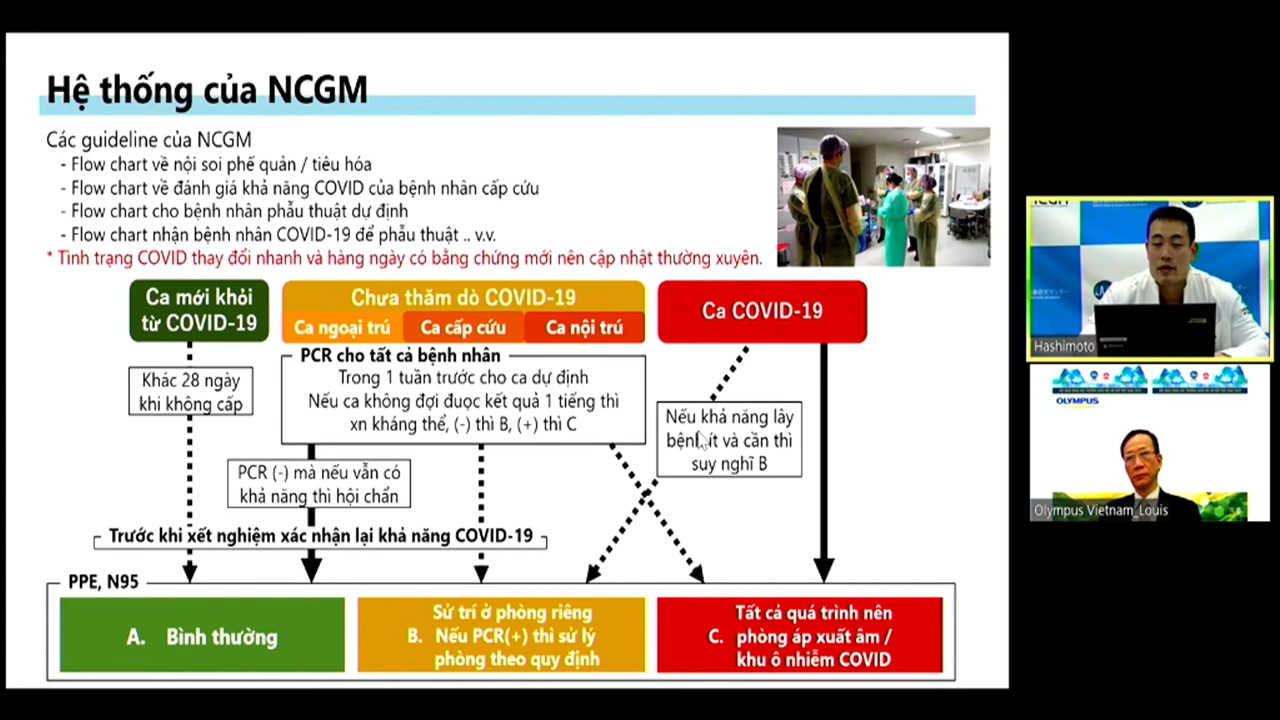 Hệ thống của NCGM
Các guideline của NCGM
- Flow chart về nội soi phế quản / tiêu hóa
- Flow chart về đánh giá khả năng COVID của bệnh nhân cấp cứu
- Flow chart cho bệnh nhân phẫu thuật dự định
- Flow chart nhận bệnh nhân COVID-19 để phẫu thuật .. v.v.
* Tình trạng COVID thay đổi nhanh và hàng ngày có bằng chứng mới nên cập nhật thường xuyên.
Ca mới khỏi
từ COVID-19
Chưa thăm dò COVID-19
Ca ngoại trú
Ca cấp cứu
Ca nội trú
Ca COVID-19
Khác 28 ngày
khi không cấp
PCR cho tất cả bệnh nhân
Trong 1 tuần trước cho ca dự định
Nếu ca không đợi được kết quả 1 tiếng thì
xn kháng thể, (-) thì B, (+) thì C
Nếu khả năng lây
bệnh ít và cần thì
suy nghĩ B
PCR (-) mà nếu vẫn có
khả năng thì hội chẩn
Trước khi xét nghiệm xác nhận lại khả năng COVID-19
PPE, N95
A. Bình thường
Sử trí ở phòng riêng
B. Nếu PCR(+) thì sử lý
phòng theo quy định
Tất cả quá trình nên
C. phòng áp xuất âm /
khu ô nhiễm COVID
Hashimoto
OLYMPUS
Olympus Vietnam_Louis